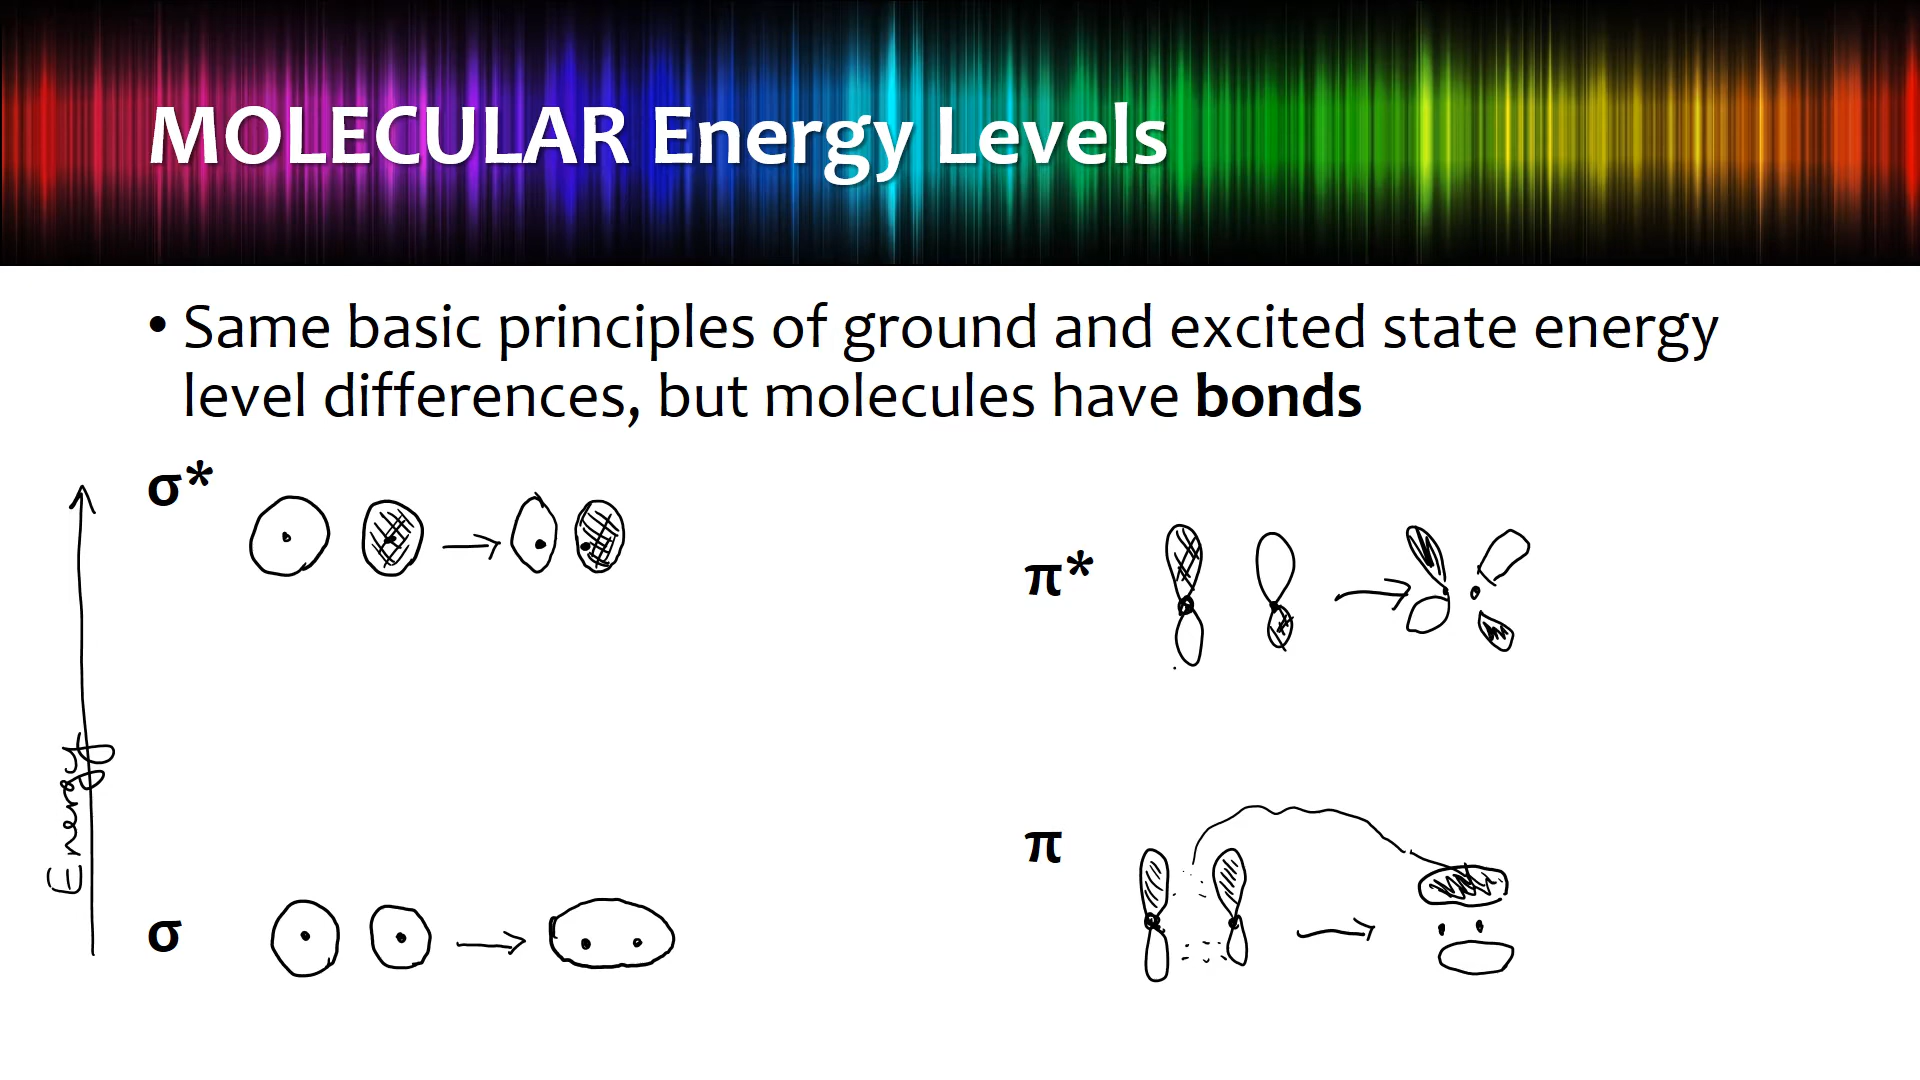 MOLECULAR Energy Levels
• Same basic principles of ground and excited state energy
level differences, but molecules have bonds
σ*
π*
Energy
π
σ